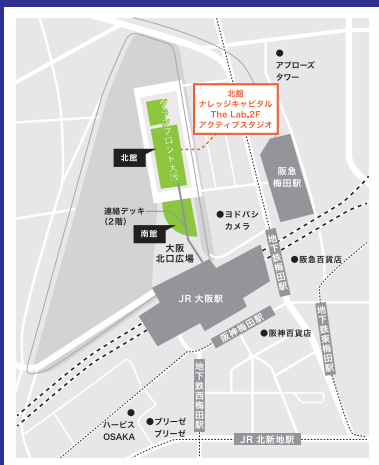 アプローズ
タワー
グランフロント大阪
北館
ナレッジキャピタル
The Lab.2F
アクティブスタジオ
北館
阪急
梅田駅
連絡デッキ
(2階)
南館
ヨドバシ
カメラ
大阪
北口広場
地下鉄梅田駅
阪急百貨店
JR 大阪駅
阪神梅田駅
阪神百貨店
地下鉄東梅田駅
地下鉄西梅田駅
ハービス
OSAKA
ブリーゼ
ブリーゼ
JR 北新地駅